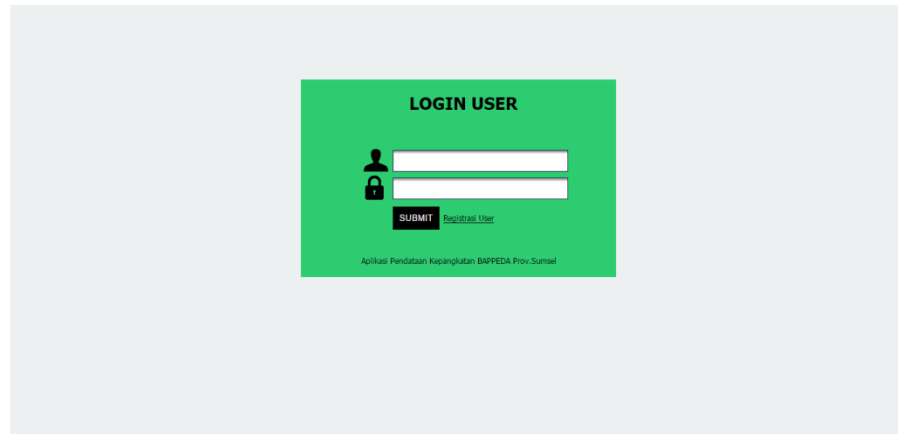 LOGIN USER
SUBMIT Registrasi User
Aplikasi Pendataan Kepangkatan BAPPEDA Prov.Sumsel